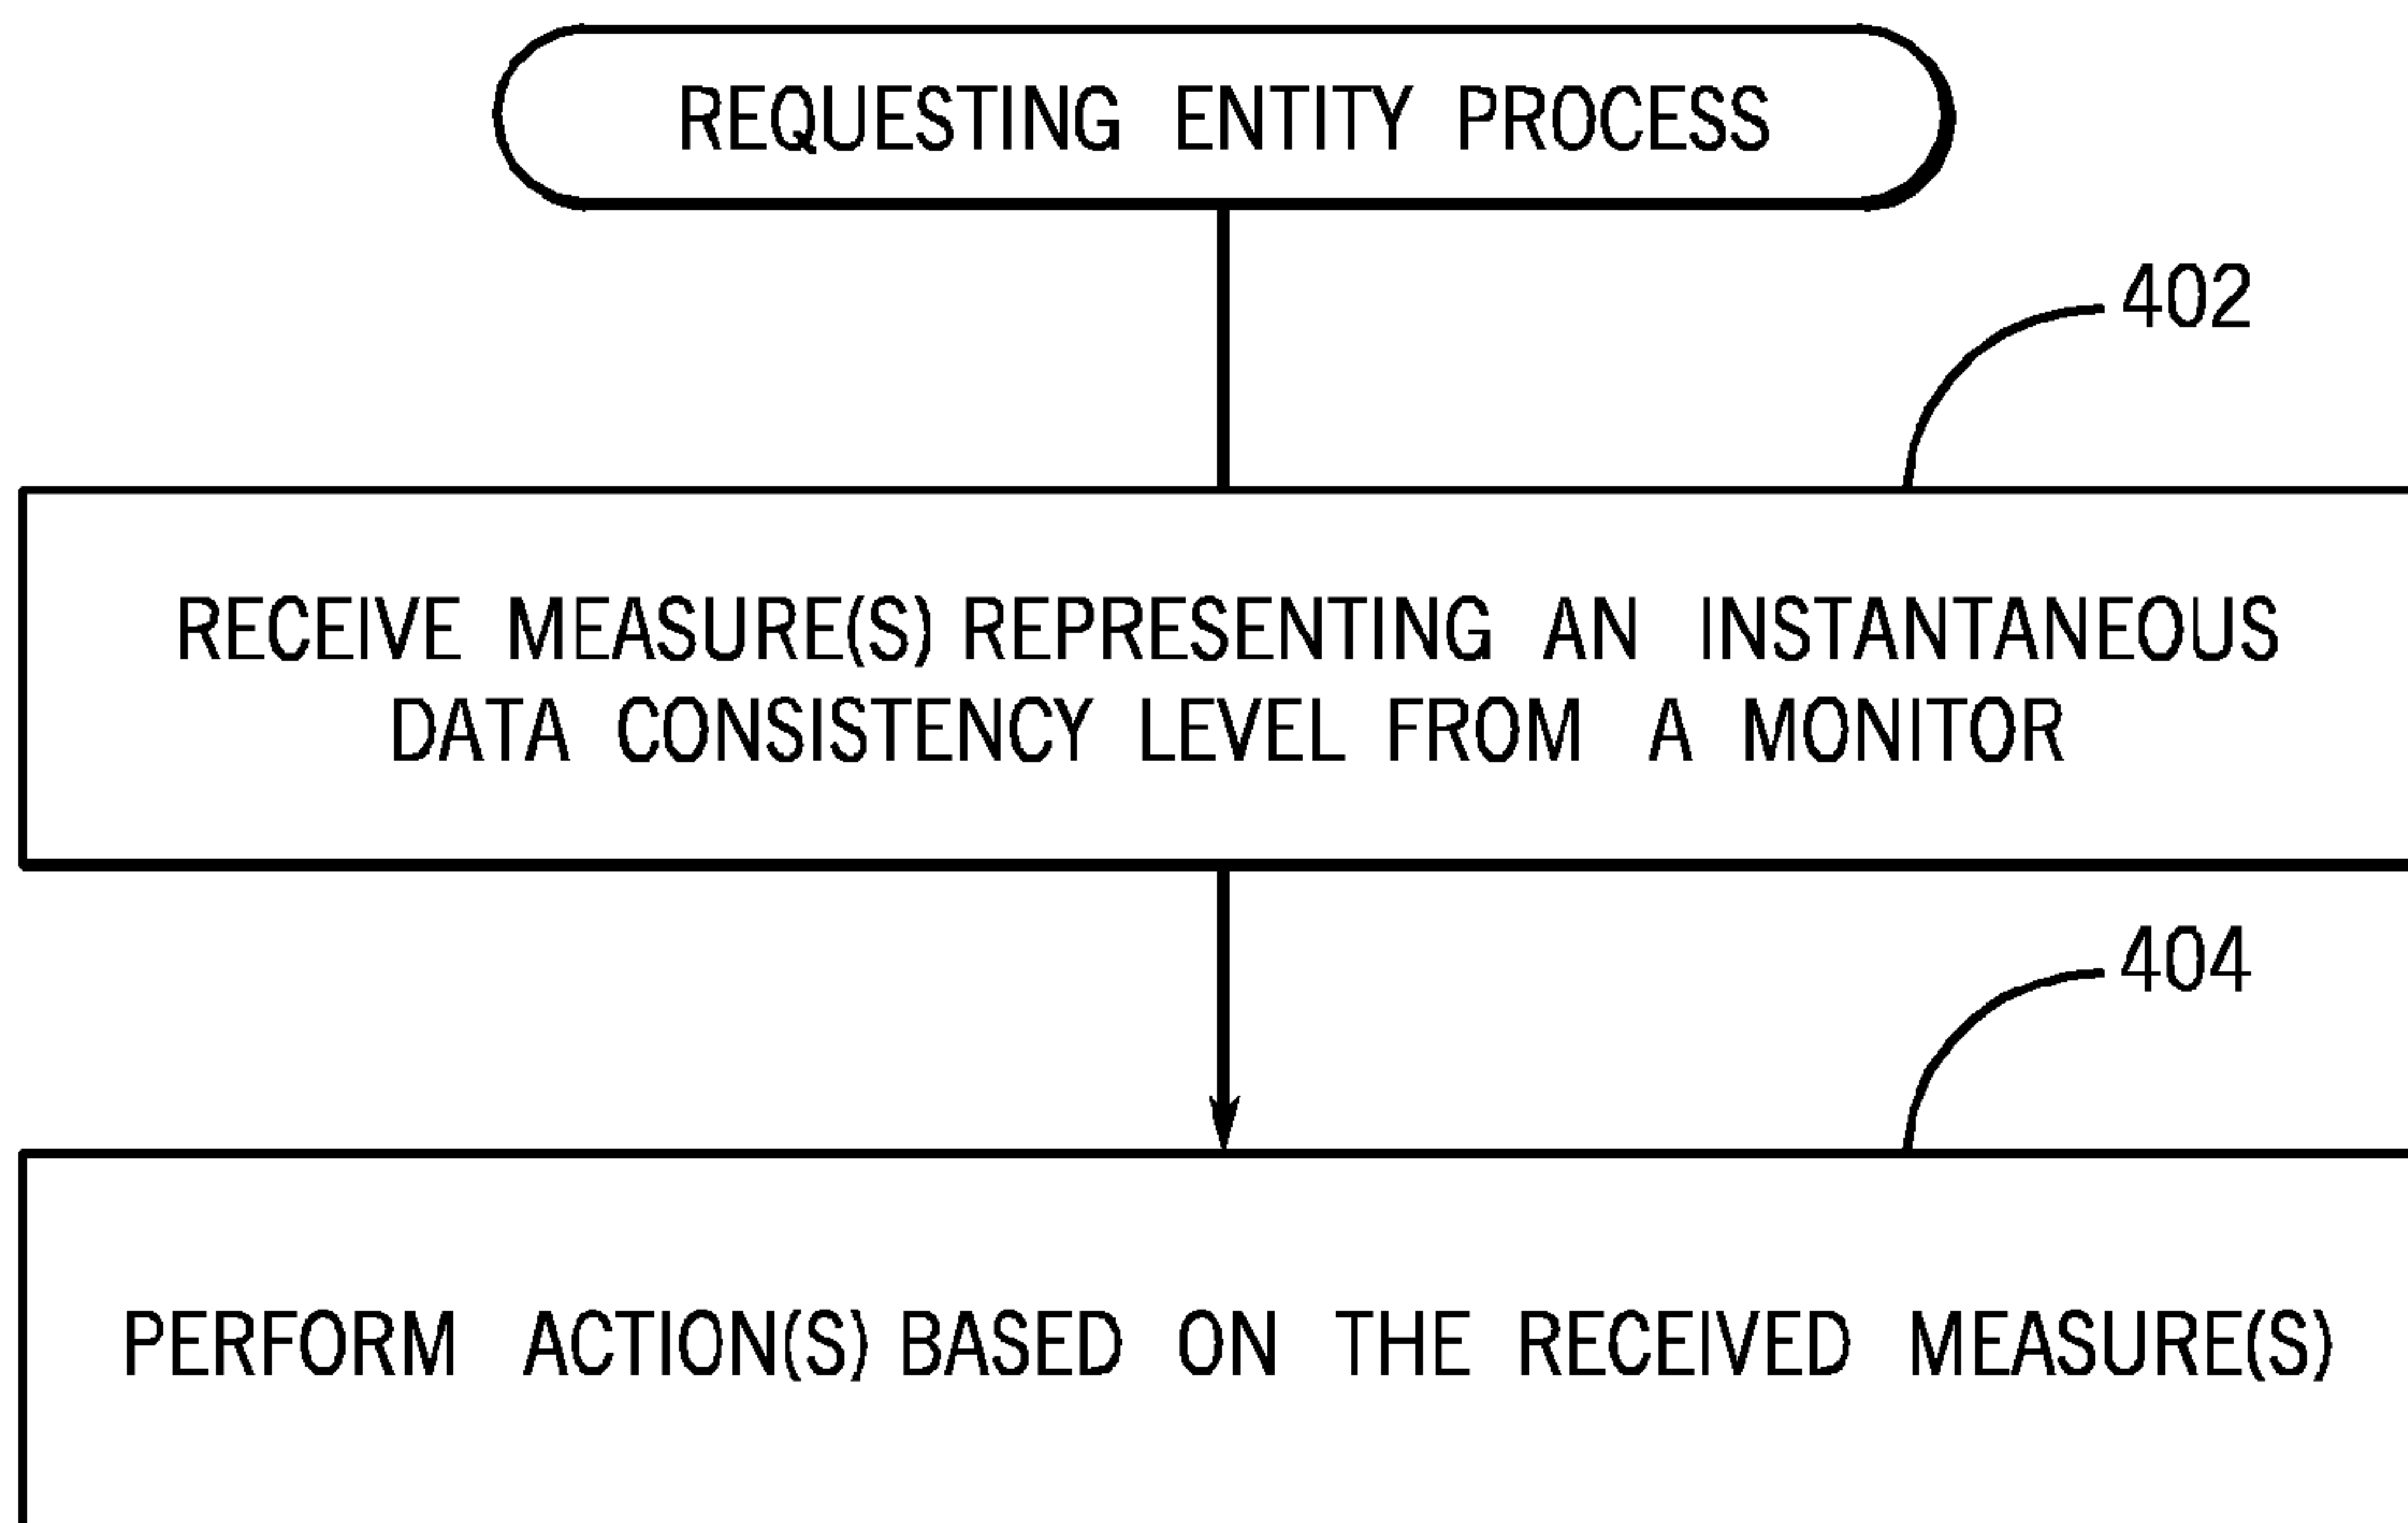 REQUESTING ENTITY PROCESS
402
RECEIVE MEASURE(S) REPRESENTING AN INSTANTANEOUS
DATA CONSISTENCY LEVEL FROM A MONITOR
404
PERFORM ACTION(S) BASED ON THE RECEIVED MEASURE(S)